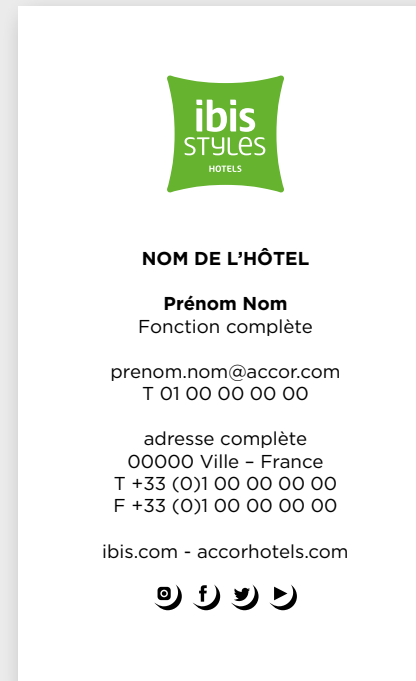 ibis
STYLES
HOTELS
NOM DE L’HÔTEL
Prénom Nom
Fonction complète
prenom.nom@accor.com
T 01 00 00 00 00
adresse complète
00000 Ville – France
T +33 (0)1 00 00 00 00
F +33 (0)1 00 00 00 00
ibis.com - accorhotels.com